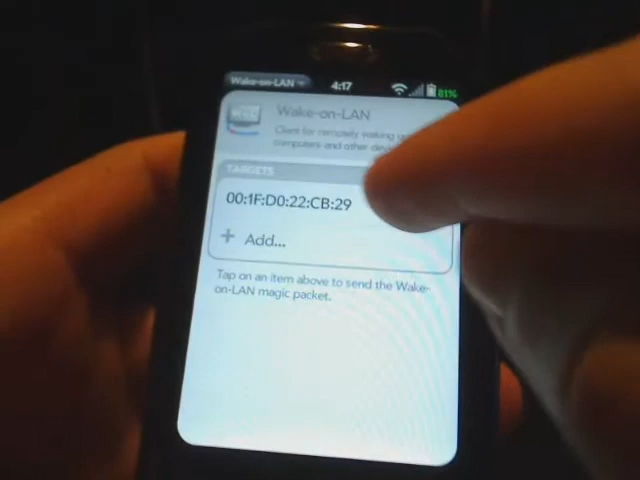 Wake-on-LAN
4:17
81%
Wake-on-LAN
Client for remotely waking
computers and other
TARGETS
00:1F:D0:22:CB:29
+ Add...
Tap on an item above to send the Wake-
on-LAN magic packet.